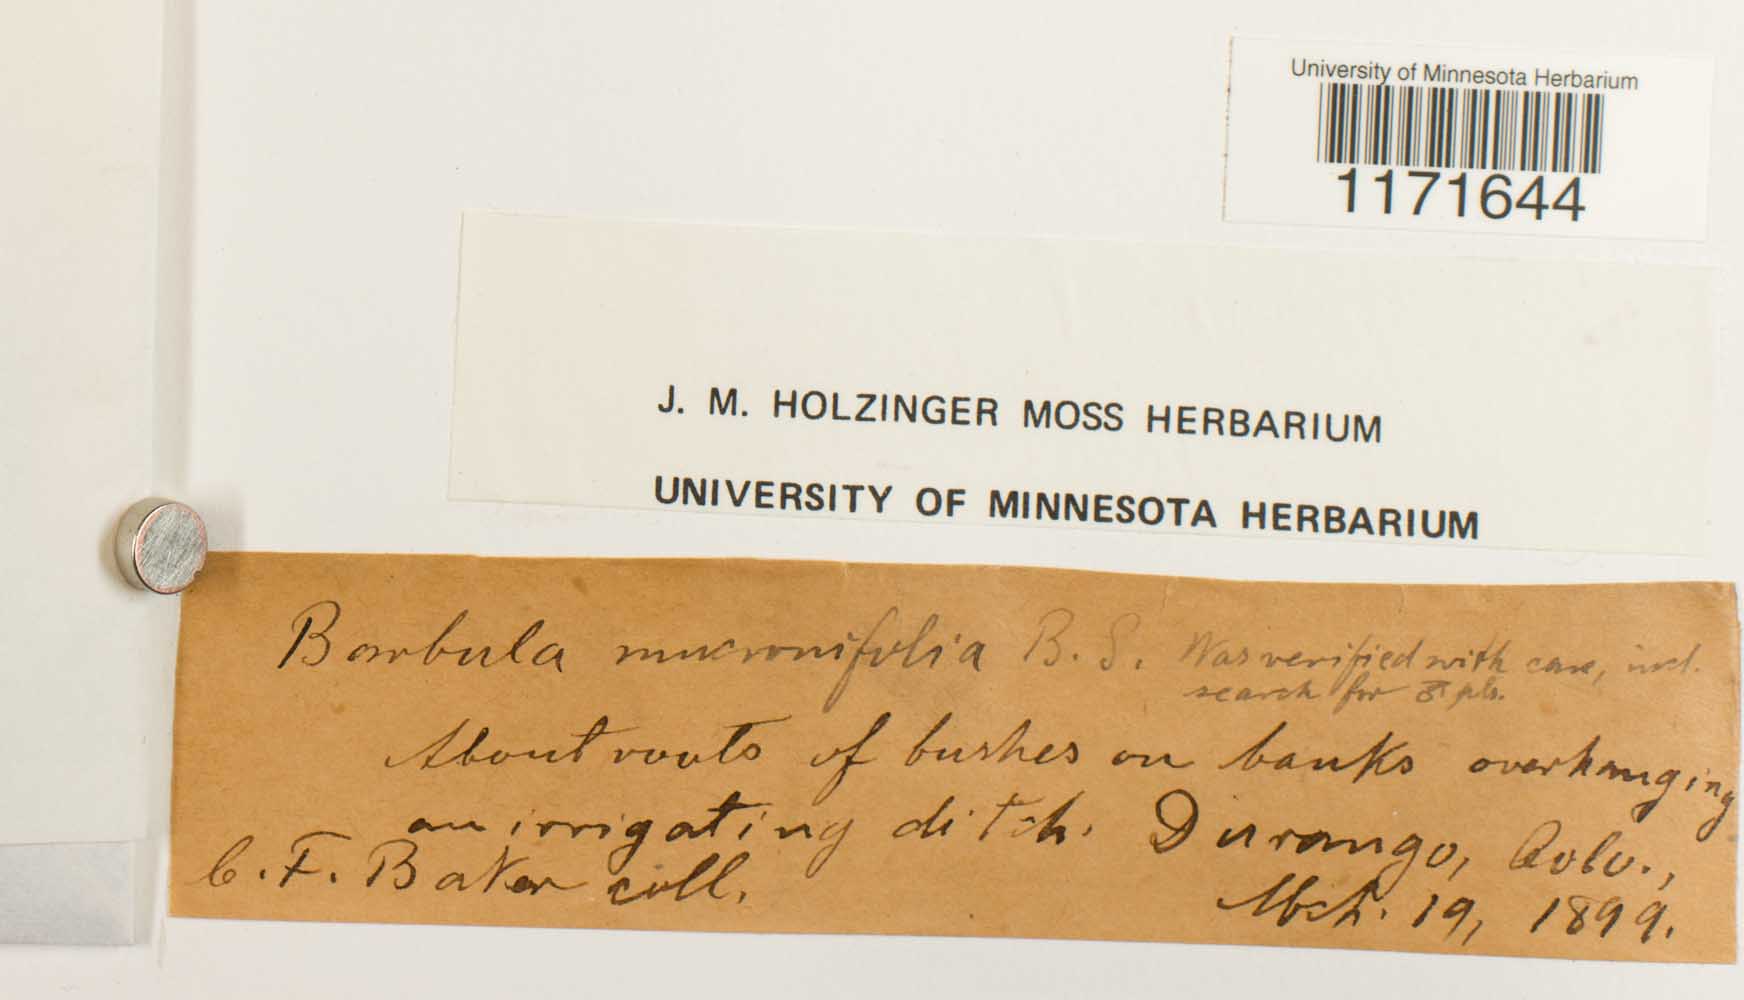 University of Minnesota Herbarium
1171644
J. M. HOLZINGER MOSS HERBARIUM
UNIVERSITY OF MINNESOTA HERBARIUM
Barbula mucronifolia B. S. Was verified with care, incl.
search for ♂ pls.
About roots of bushes on banks overhanging
an irrigating ditch. Durango, Colo.,
C. F. Baker coll.
Mch. 19, 1899.